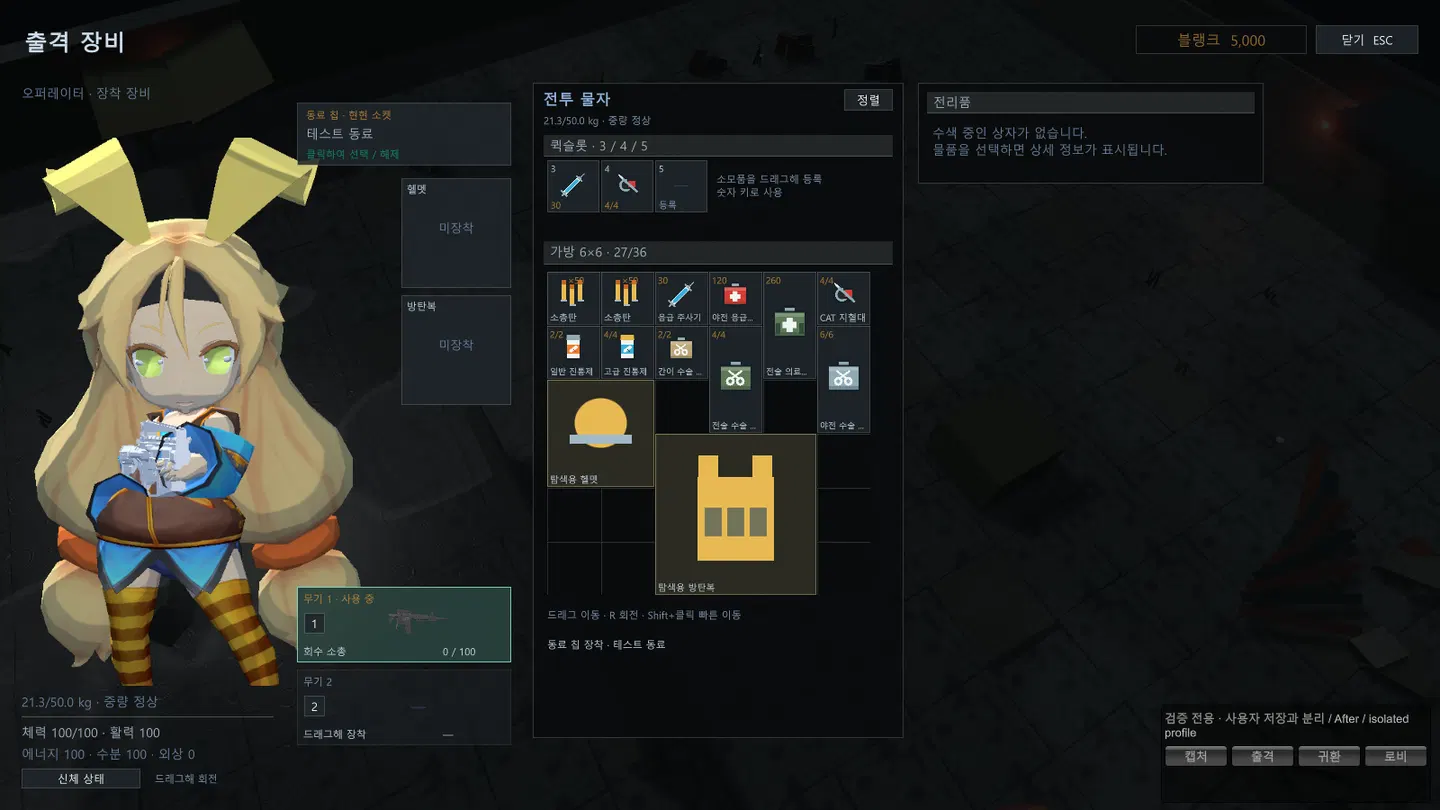 출격 장비
블랭크 5,000
닫기 ESC
오퍼레이터 · 장착 장비
동료 칩 · 현현 소켓
테스트 동료
클릭하여 선택 / 해제
헬멧
미장착
방탄복
미장착
무기 1 · 사용 중
1
회수 소총
0 / 100
무기 2
2
드래그해 장착
—
21.3/50.0 kg · 중량 정상
체력 100/100 · 활력 100
에너지 100 · 수분 100 · 외상 0
신체 상태
드래그해 회전
전투 물자
정렬
21.3/50.0 kg · 중량 정상
퀵슬롯 · 3 / 4 / 5
3
30
4
4/4
5
등록
소모품을 드래그해 등록
숫자 키로 사용
가방 6×6 · 27/36
×50
소총탄
×50
소총탄
30
응급 주사기
120
야전 응급...
260
전술 의료...
4/4
CAT 지혈대
2/2
일반 진통제
4/4
고급 진통제
2/2
간이 수술 ...
4/4
전술 수술 ...
6/6
야전 수술 ...
탐색용 헬멧
탐색용 방탄복
드래그 이동 · R 회전 · Shift+클릭 빠른 이동
동료 칩 장착 · 테스트 동료
전리품
수색 중인 상자가 없습니다.
물품을 선택하면 상세 정보가 표시됩니다.
검증 전용 · 사용자 저장과 분리 / After / isolated
profile
캡처
출격
귀환
로비